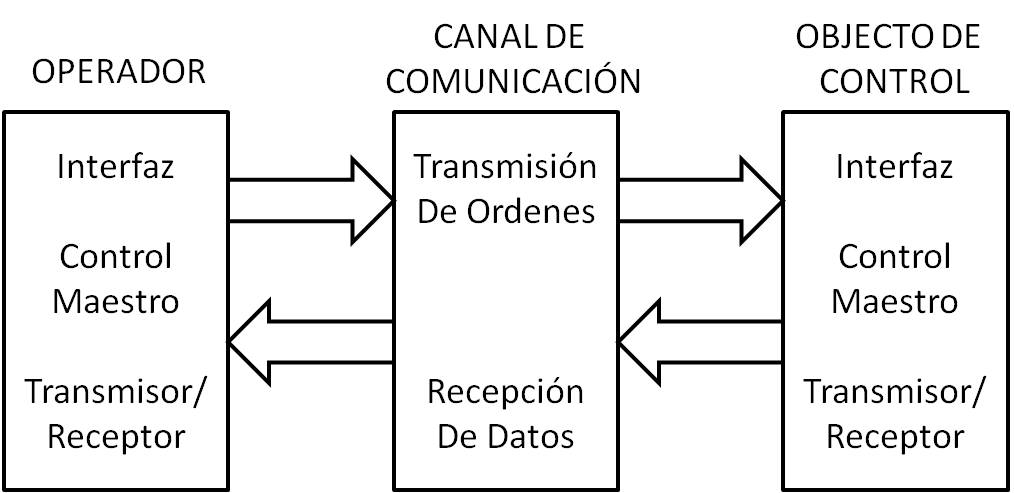 OPERADOR
CANAL DE
COMUNICACIÓN
OBJECTO DE
CONTROL
Interfaz
Control
Maestro
Transmisor/
Receptor
Transmisión
De Ordenes
Recepción
De Datos
Interfaz
Control
Maestro
Transmisor/
Receptor